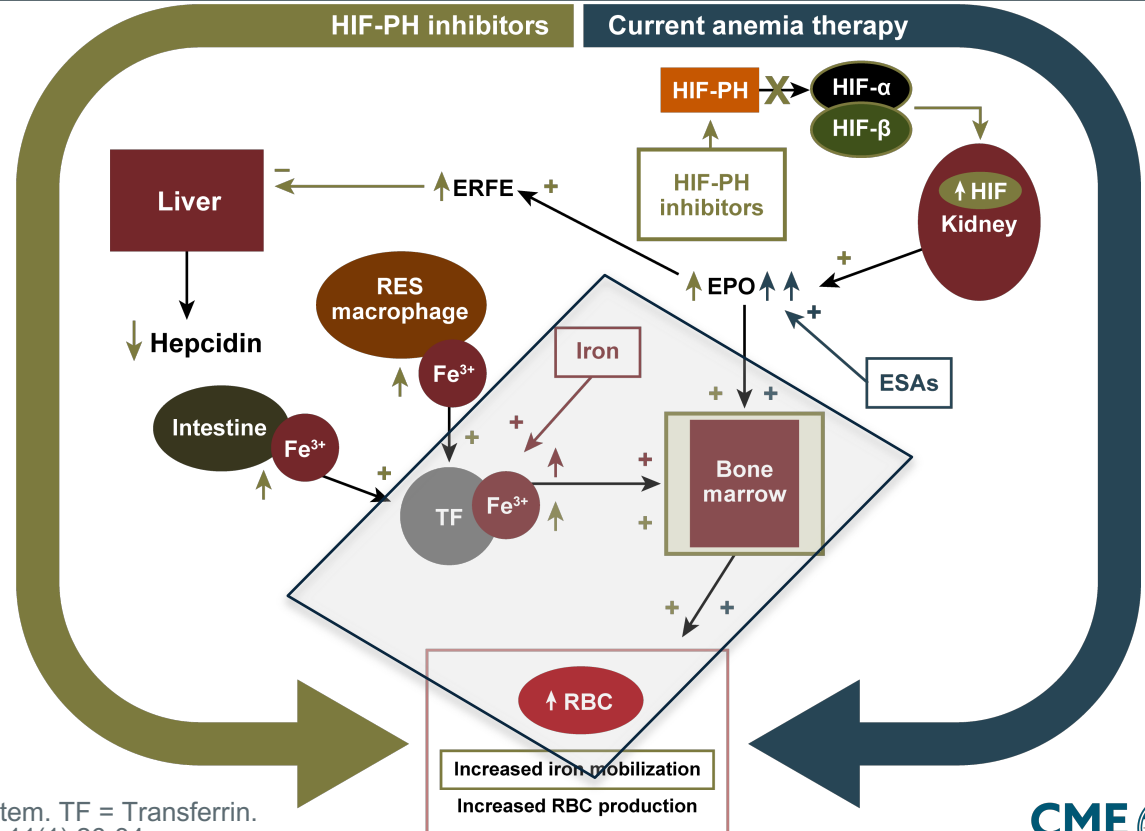 HIF-PH inhibitors
Current anemia therapy
HIF-PH
X
HIF-α
HIF-β
HIF-PH
inhibitors
HIF
Kidney
Liver
–
ERFE +
RES
macrophage
+
EPO
+
Hepcidin
Iron
ESAs
Fe³⁺
+ +
Intestine
Fe³⁺
+
+
+
+
TF
Fe³⁺
+
Bone
marrow
+
+ +
RBC
Increased iron mobilization
Increased RBC production
tem. TF = Transferrin.
CME